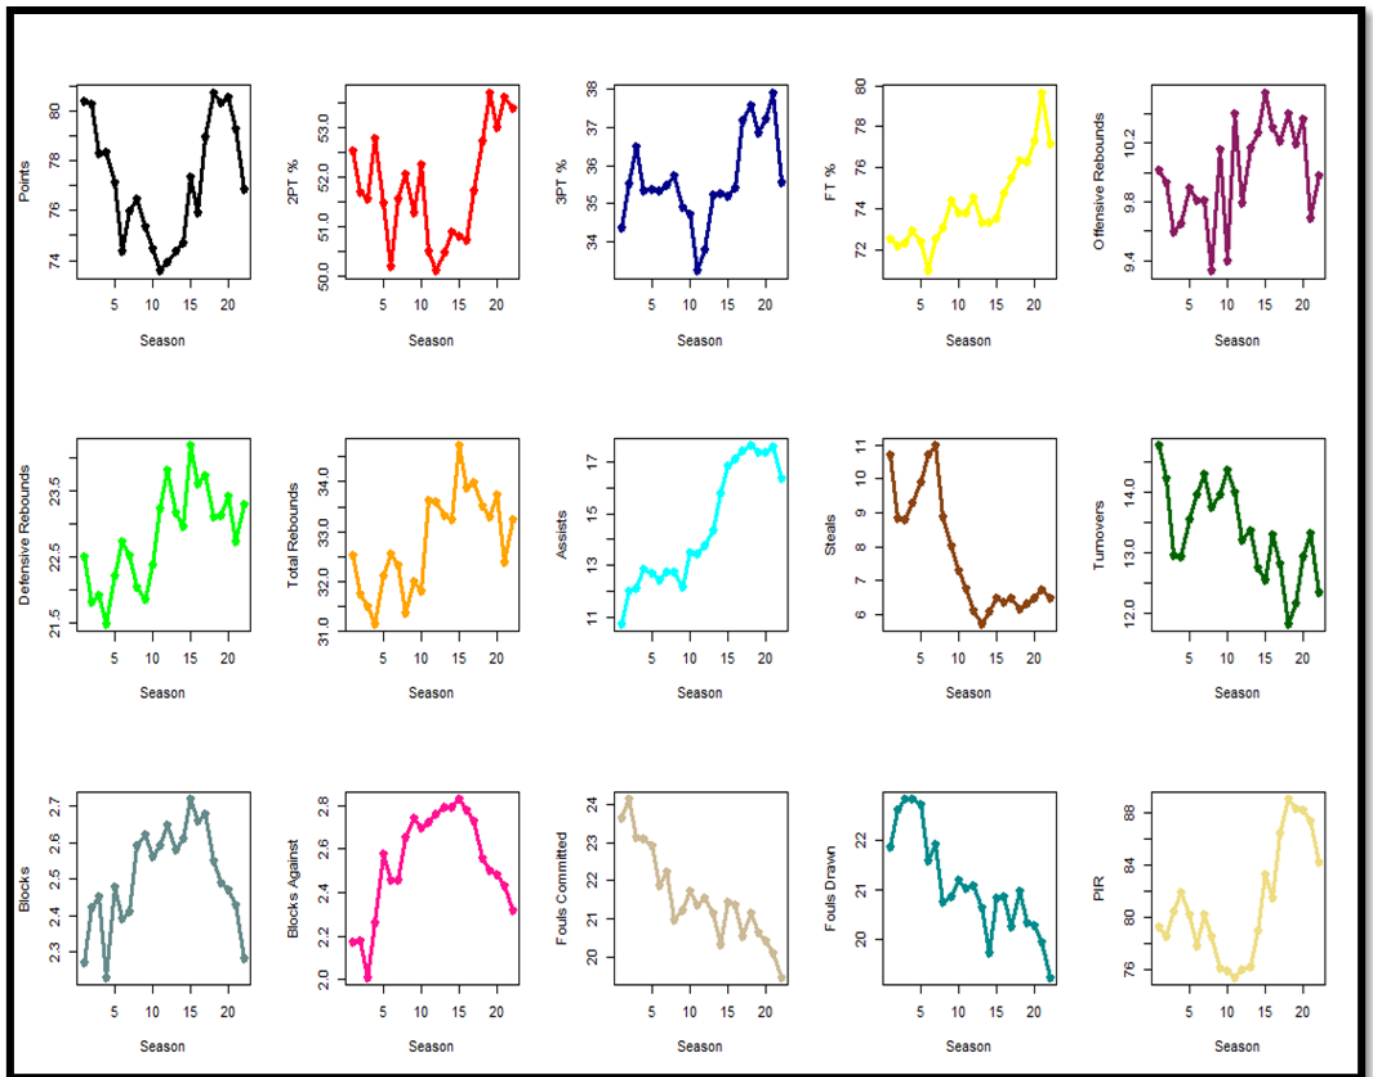 Points
74 76 78 80
5 10 15 20
Season
2PT %
50.0 51.0 52.0 53.0
5 10 15 20
Season
3PT %
34 35 36 37 38
5 10 15 20
Season
FT %
72 74 76 78 80
5 10 15 20
Season
Offensive Rebounds
9.4 9.8 10.2
5 10 15 20
Season
Defensive Rebounds
21.5 22.5 23.5
5 10 15 20
Season
Total Rebounds
31.0 32.0 33.0 34.0
5 10 15 20
Season
Assists
11 13 15 17
5 10 15 20
Season
Steals
6 7 8 9 10 11
5 10 15 20
Season
Turnovers
12.0 13.0 14.0
5 10 15 20
Season
Blocks
2.3 2.4 2.5 2.6 2.7
5 10 15 20
Season
Blocks Against
2.0 2.2 2.4 2.6 2.8
5 10 15 20
Season
Fouls Committed
20 21 22 23 24
5 10 15 20
Season
Fouls Drawn
20 21 22
5 10 15 20
Season
PIR
76 80 84 88
5 10 15 20
Season